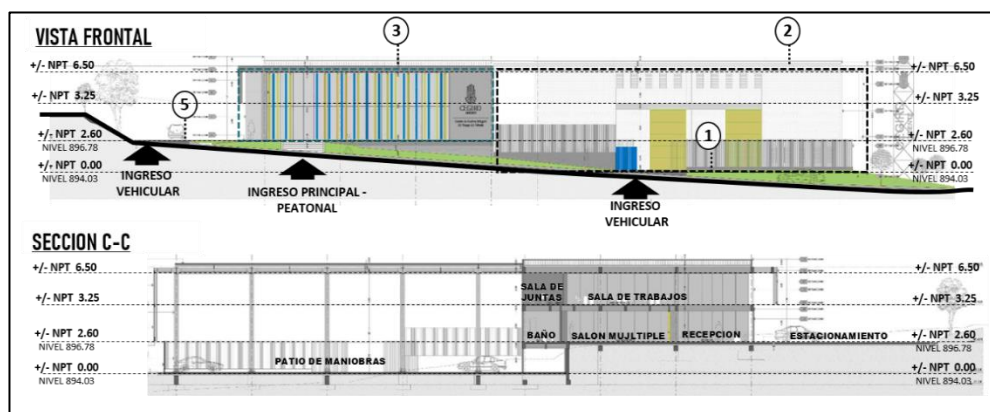 VISTA FRONTAL
3
2
+/- NPT 6.50
+/- NPT 6.50
+/- NPT 3.25
+/- NPT 3.25
5
1
+/- NPT 2.60
NIVEL 896.78
+/- NPT 2.60
NIVEL 896.78
+/- NPT 0.00
NIVEL 894.03
+/- NPT 0.00
NIVEL 894.03
INGRESO
VEHICULAR
INGRESO PRINCIPAL -
PEATONAL
INGRESO
VEHICULAR
SECCION C-C
+/- NPT 6.50
+/- NPT 6.50
SALA DE
JUNTAS
SALA DE TRABAJOS
+/- NPT 3.25
+/- NPT 3.25
+/- NPT 2.60
NIVEL 896.78
BAÑO
SALON MUJLTIPLE
RECEPCION
ESTACIONAMIENTO
+/- NPT 2.60
NIVEL 896.78
PATIO DE MANIOBRAS
+/- NPT 0.00
NIVEL 894.03
+/- NPT 0.00
NIVEL 894.03